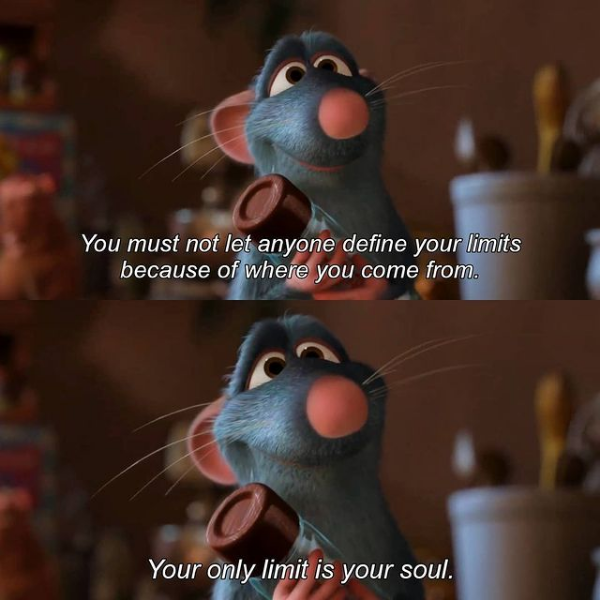 You must not let anyone define your limits
because of where you come from.
Your only limit is your soul.